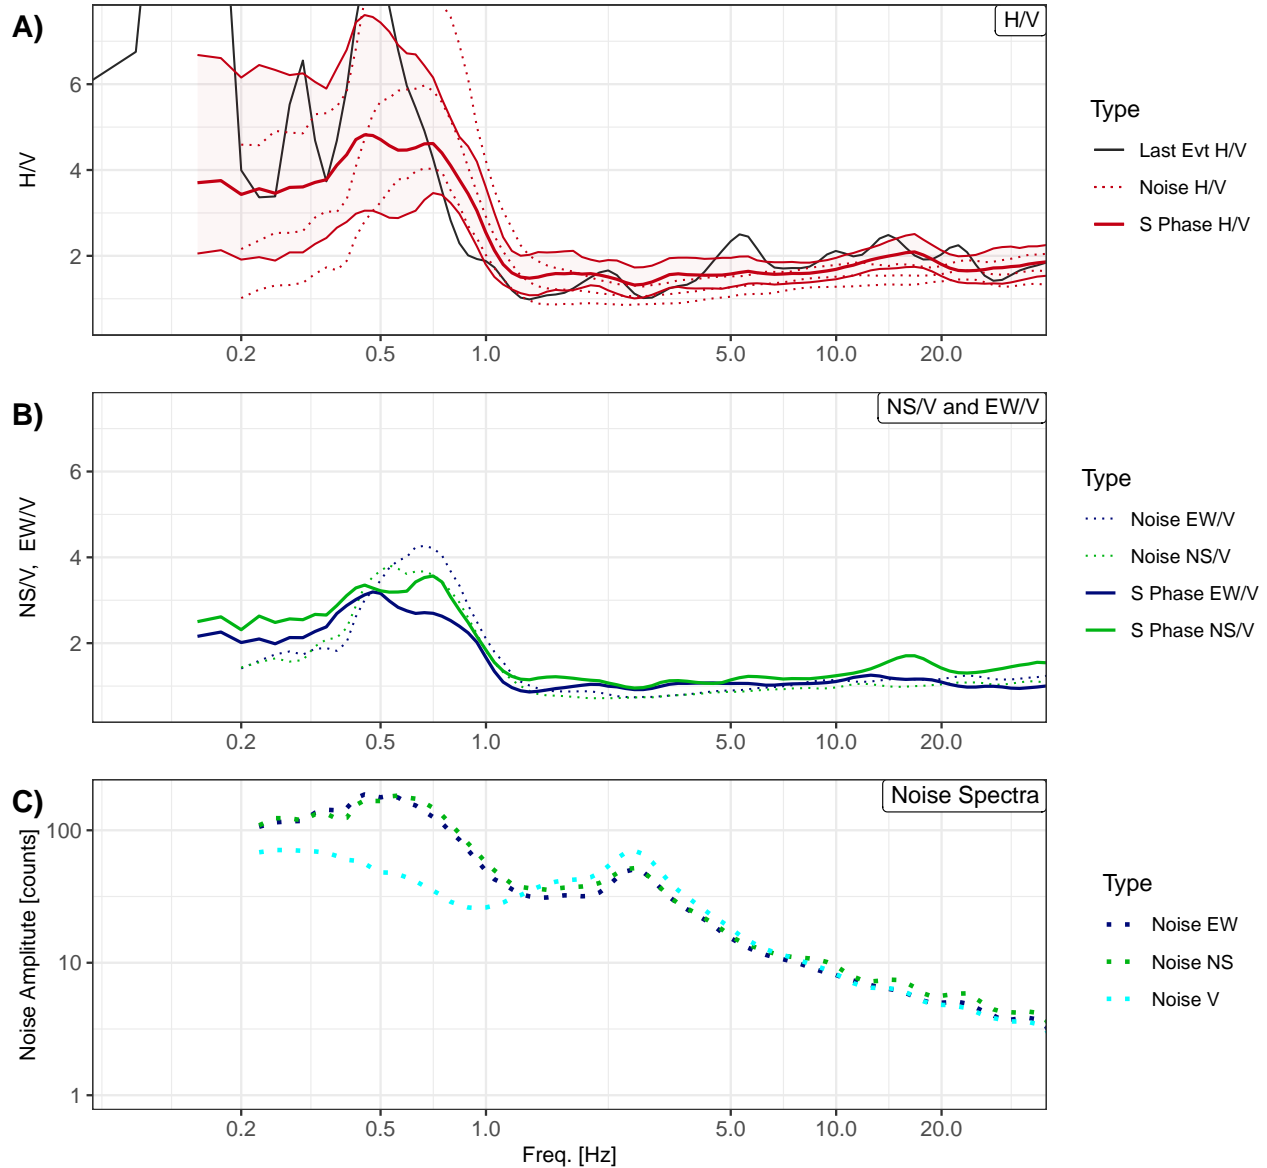 A)
H/V
6
4
2
H/V
0.2 0.5 1.0 5.0 10.0 20.0
Type
Last Evt H/V
Noise H/V
S Phase H/V
B)
NS/V and EW/V
6
4
2
NS/V, EW/V
0.2 0.5 1.0 5.0 10.0 20.0
Type
Noise EW/V
Noise NS/V
S Phase EW/V
S Phase NS/V
C)
Noise Spectra
100
10
1
Noise Amplitute [counts]
0.2 0.5 1.0 5.0 10.0 20.0
Freq. [Hz]
Type
Noise EW
Noise NS
Noise V